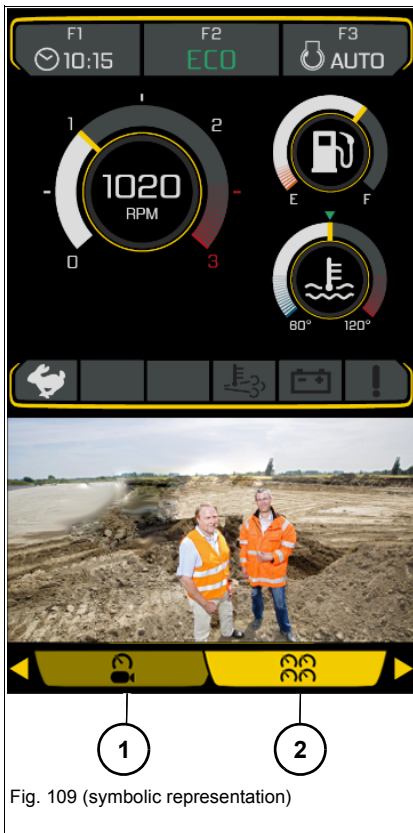 F1 F2 F3
10:15 ECO AUTO
1 2
1020
RPM
0 3
E F
80° 120°
1 2
Fig. 109 (symbolic representation)